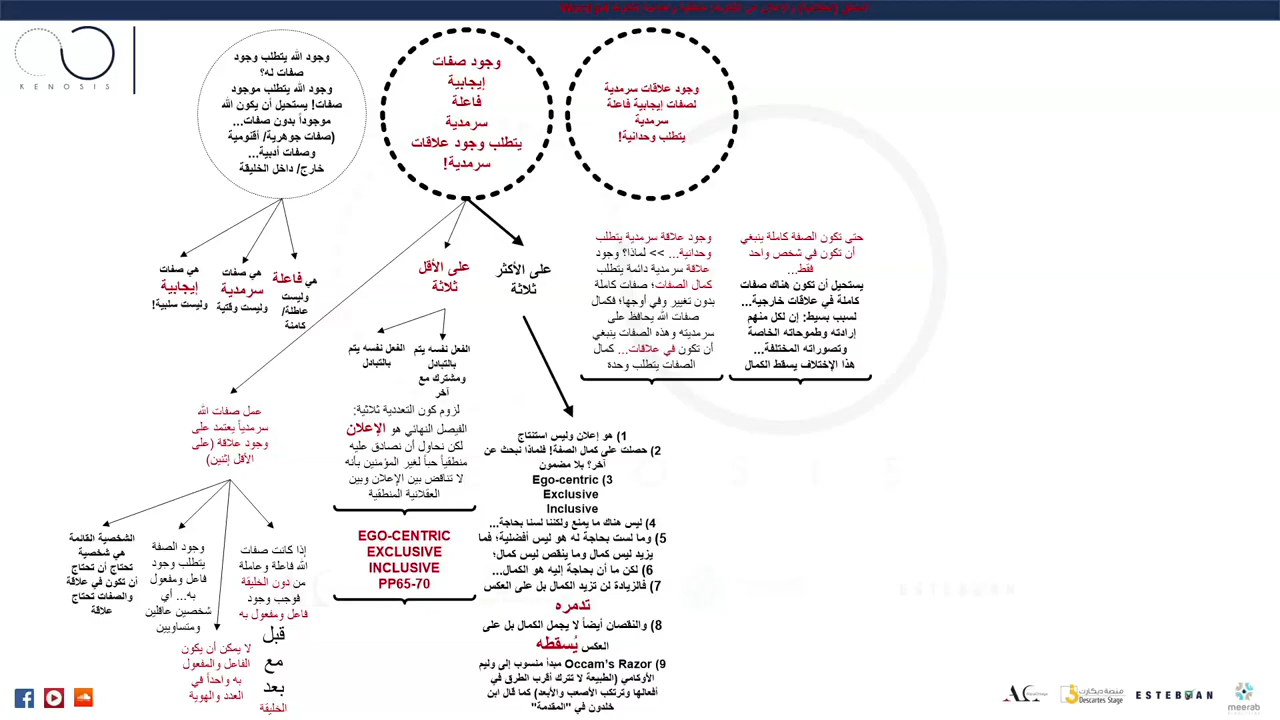 KENOSIS
وجود الله يتطلب وجود
صفات له؟
وجود الله يتطلب موجود
صفات! يستحيل أن يكون الله
موجوداً بدون صفات...
(صفات جوهرية/ أقنومية
وصفات أدبية...
خارج/ داخل الخليقة
وجود صفات
إيجابية
فاعلة
سرمدية
يتطلب وجود علاقات
سرمدية!
وجود علاقات سرمدية
لصفات إيجابية فاعلة
سرمدية
يتطلب وحدانية!
هي فاعلة
وليست
عاطلة/
كامنة
هي صفات
سرمدية
وليست وقتية
هي صفات
إيجابية
وليست سلبية!
على الأقل
ثلاثة
على الأكثر
ثلاثة
وجود علاقة سرمدية يتطلب
وحدانية... >> لماذا؟ وجود
علاقة سرمدية دائمة يتطلب
كمال الصفات؛ صفات كاملة
بدون تغيير وفي أوجها؛ فكمال
صفات الله يحافظ على
سرمديته وهذه الصفات ينبغي
أن تكون في علاقات... كمال
الصفات يتطلب وحدة
حتى تكون الصفة كاملة ينبغي
أن تكون في شخص واحد
فقط...
يستحيل أن تكون هناك صفات
كاملة في علاقات خارجية...
لسبب بسيط: إن لكل منهم
إرادته وطموحاته الخاصة
وتصوراته المختلفة...
هذا الإختلاف يسقط الكمال
الفعل نفسه يتم
بالتبادل
ومشترك مع
آخر
الفعل نفسه يتم
بالتبادل
لزوم كون التعددية ثلاثية:
الفيصل النهائي هو الإعلان
لكن نحاول أن نصادق عليه
منطقياً حباً لغير المؤمنين بأنه
لا تناقض بين الإعلان وبين
العقلانية المنطقية
EGO-CENTRIC
EXCLUSIVE
INCLUSIVE
PP65-70
عمل صفات الله
سرمدياً يعتمد على
وجود علاقة (على
الأقل إثنين)
إذا كانت صفات
الله فاعلة وعاملة
من دون الخليقة
فوجب وجود
فاعل ومفعول به
قبل
مع
بعد
الخليقة
لا يمكن أن يكون
الفاعل والمفعول
به واحداً في
العدد والهوية
وجود الصفة
يتطلب وجود
فاعل ومفعول
به... أي
شخصين عاقلين
ومتساويين
الشخصية القائمة
هي شخصية
تحتاج أن تحتاج
أن تكون في علاقة
والصفات تحتاج
علاقة
1) هو إعلان وليس استنتاج
2) حصلت على كمال الصفة! فلماذا نبحث عن
آخر؟ بلا مضمون
3) Ego-centric
Exclusive
Inclusive
4) ليس هناك ما يمنع ولكننا لسنا بحاجة...
5) وما لست بحاجة له هو ليس أفضلية؛ فما
يزيد ليس كمال وما ينقص ليس كمال؛
6) لكن ما أن بحاجة إليه هو الكمال...
7) فالزيادة لن تزيد الكمال بل على العكس
تدمره
8) والنقصان أيضاً لا يجمل الكمال بل على
العكس يُسقطه
9) Occam's Razor مبدأ منسوب إلى وليم
الأوكامي (الطبيعة لا تترك أقرب الطرق في
أفعالها وترتكب الأصعب والأبعد) كما قال ابن
خلدون في "المقدمة"
منصة ديكارت
Descartes Stage
ESTEBAN
meerab